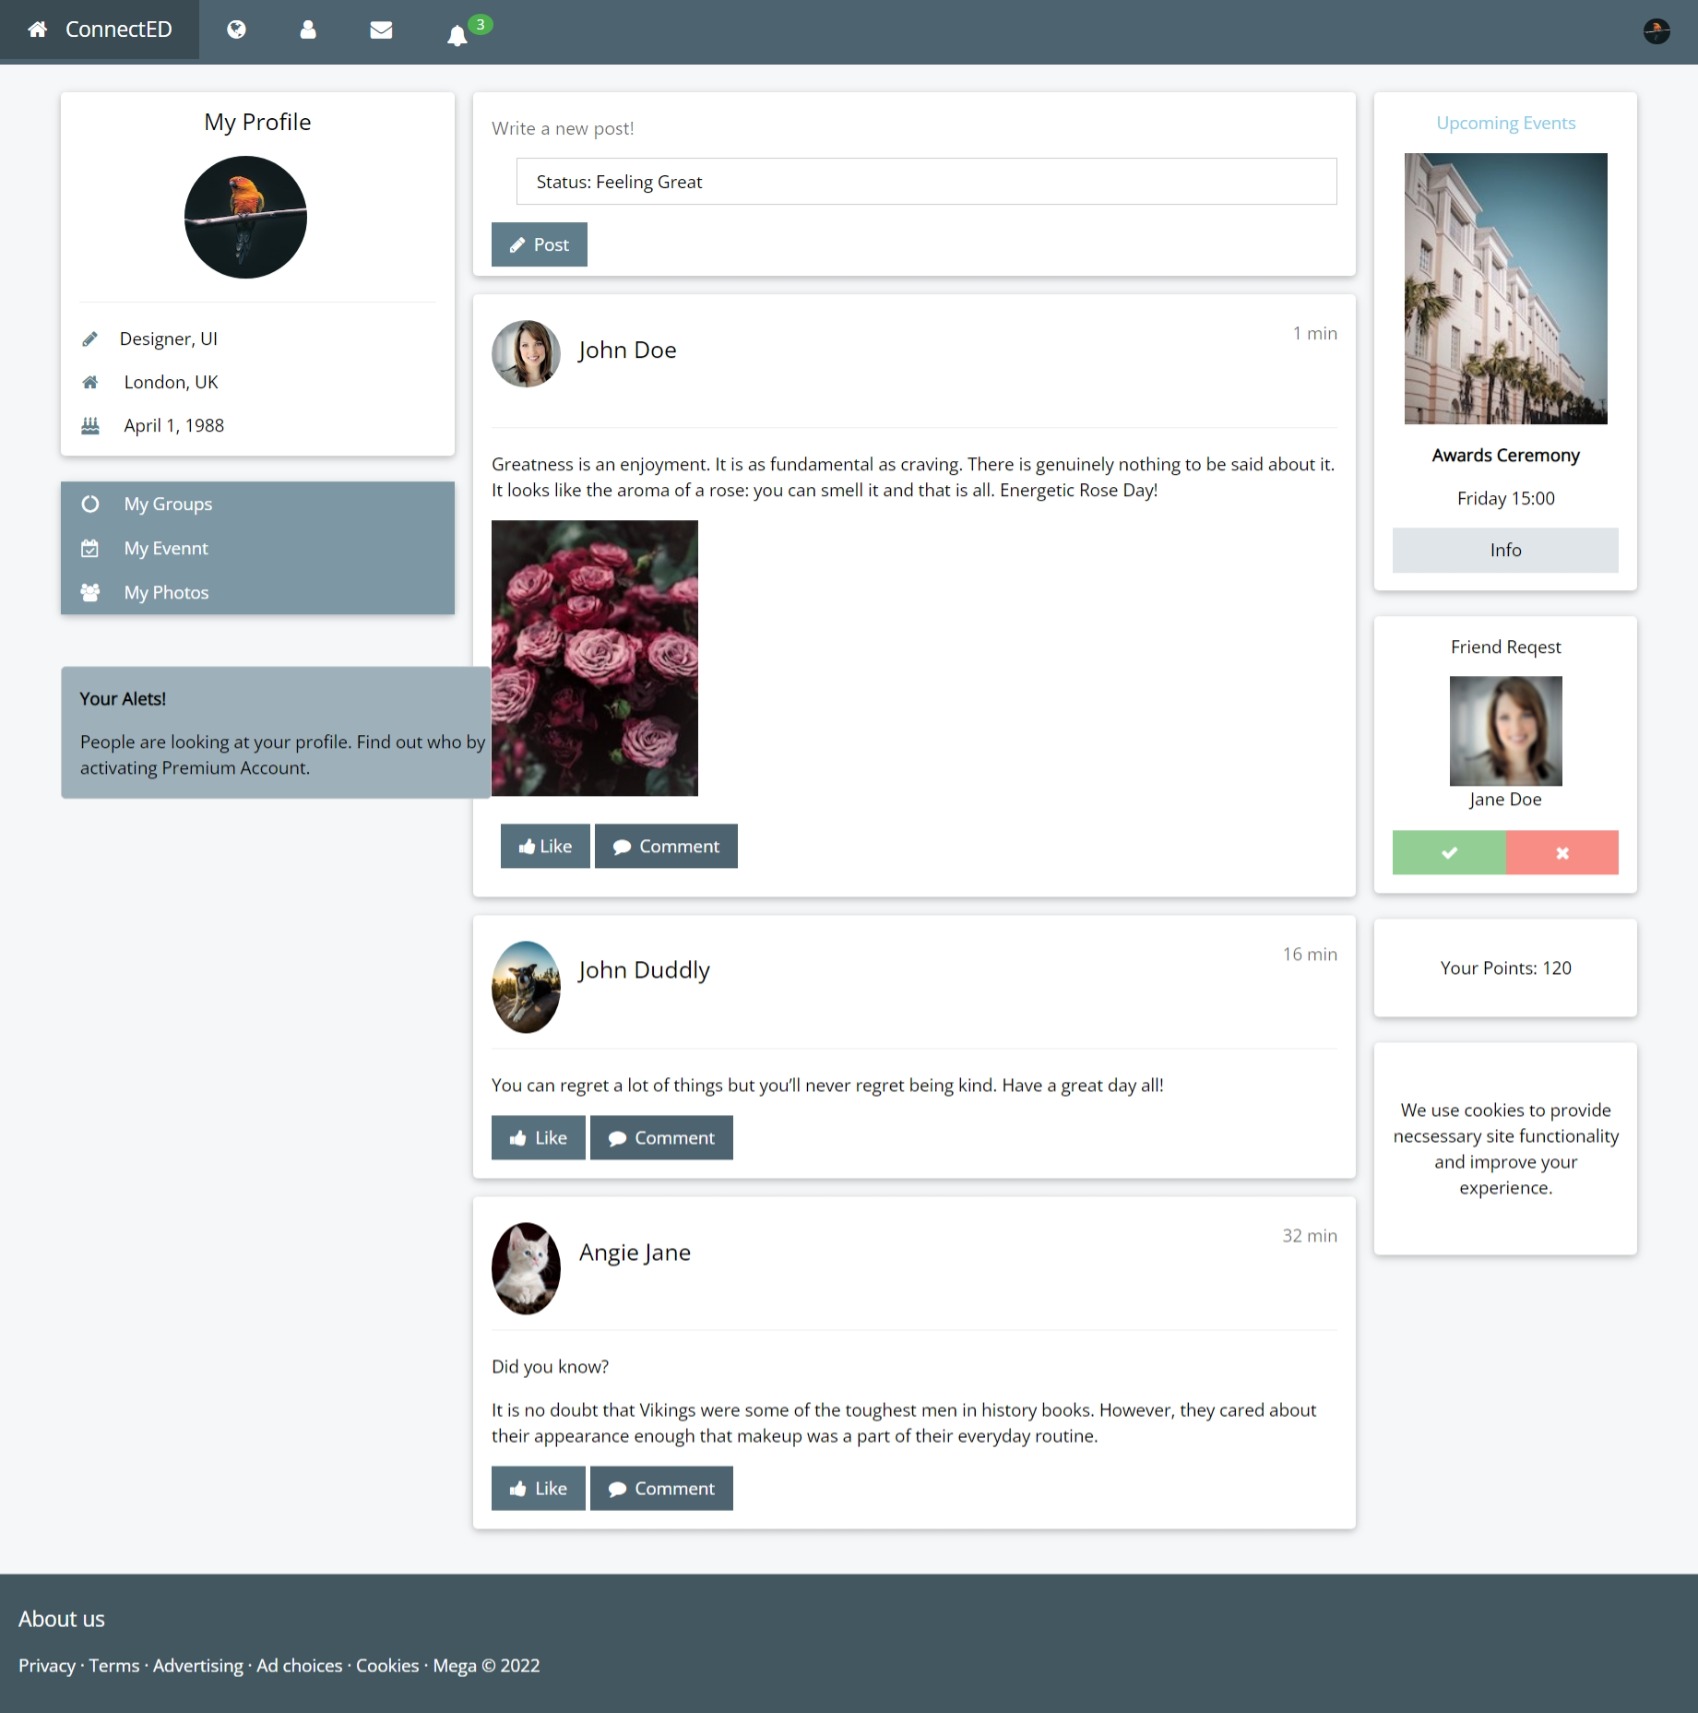 ConnectED
3
My Profile
Designer, UI
London, UK
April 1, 1988
My Groups
My Evennt
My Photos
Your Alets!
People are looking at your profile. Find out who by
activating Premium Account.
Write a new post!
Status: Feeling Great
Post
John Doe
1 min
Greatness is an enjoyment. It is as fundamental as craving. There is genuinely nothing to be said about it.
It looks like the aroma of a rose: you can smell it and that is all. Energetic Rose Day!
Like
Comment
John Duddly
16 min
You can regret a lot of things but you’ll never regret being kind. Have a great day all!
Like
Comment
Angie Jane
32 min
Did you know?
It is no doubt that Vikings were some of the toughest men in history books. However, they cared about
their appearance enough that makeup was a part of their everyday routine.
Like
Comment
Upcoming Events
Awards Ceremony
Friday 15:00
Info
Friend Reqest
Jane Doe
Your Points: 120
We use cookies to provide
necsessary site functionality
and improve your
experience.
About us
Privacy · Terms · Advertising · Ad choices · Cookies · Mega © 2022